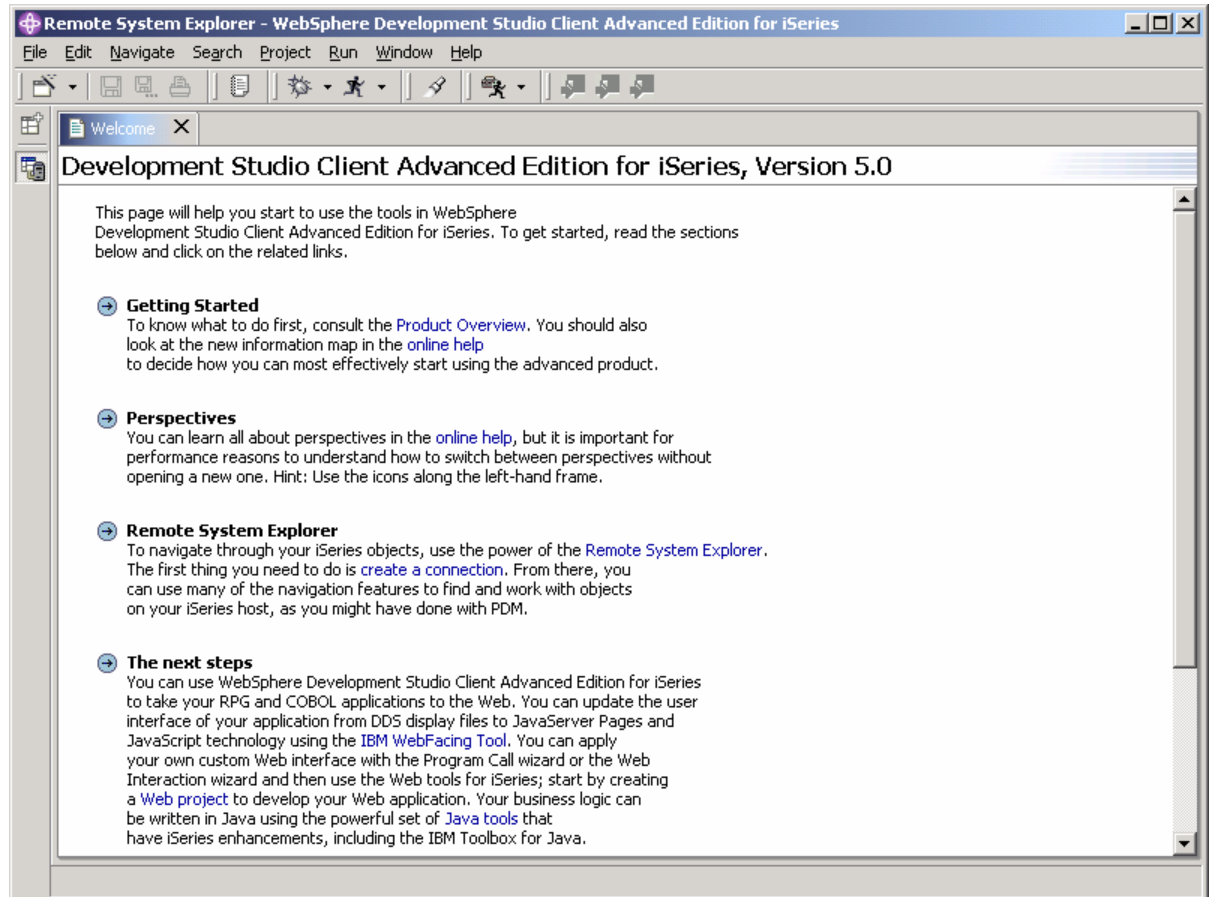 Remote System Explorer - WebSphere Development Studio Client Advanced Edition for iSeries
File Edit Navigate Search Project Run Window Help
Welcome
Development Studio Client Advanced Edition for iSeries, Version 5.0
This page will help you start to use the tools in WebSphere
Development Studio Client Advanced Edition for iSeries. To get started, read the sections
below and click on the related links.
Getting Started
To know what to do first, consult the Product Overview. You should also
look at the new information map in the online help
to decide how you can most effectively start using the advanced product.
Perspectives
You can learn all about perspectives in the online help, but it is important for
performance reasons to understand how to switch between perspectives without
opening a new one. Hint: Use the icons along the left-hand frame.
Remote System Explorer
To navigate through your iSeries objects, use the power of the Remote System Explorer.
The first thing you need to do is create a connection. From there, you
can use many of the navigation features to find and work with objects
on your iSeries host, as you might have done with PDM.
The next steps
You can use WebSphere Development Studio Client Advanced Edition for iSeries
to take your RPG and COBOL applications to the Web. You can update the user
interface of your application from DDS display files to JavaServer Pages and
JavaScript technology using the IBM WebFacing Tool. You can apply
your own custom Web interface with the Program Call wizard or the Web
Interaction wizard and then use the Web tools for iSeries; start by creating
a Web project to develop your Web application. Your business logic can
be written in Java using the powerful set of Java tools that
have iSeries enhancements, including the IBM Toolbox for Java.